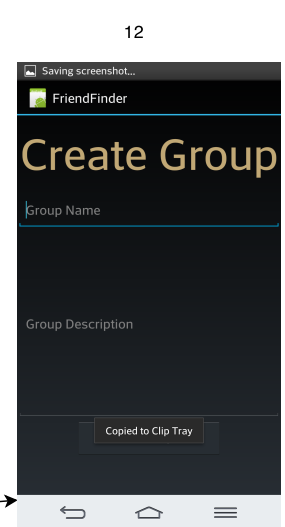 12
Saving screenshot...
FriendFinder
Create Group
Group Name
Group Description
Copied to Clip Tray